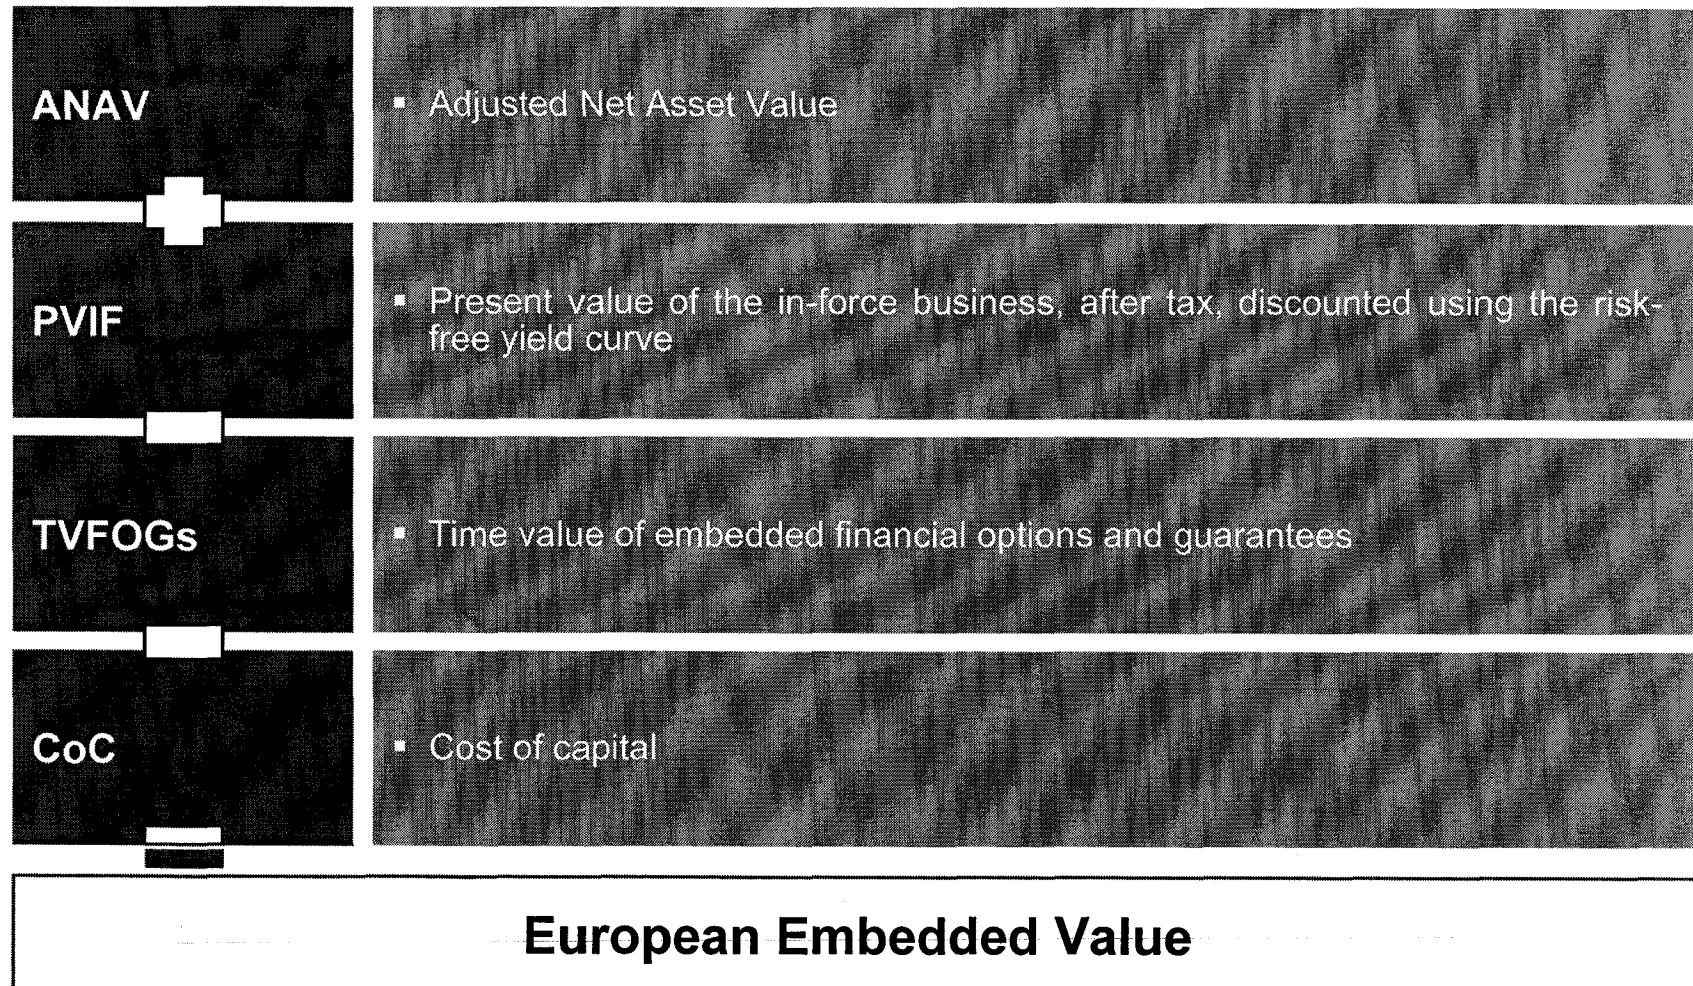 ANAV
▪ Adjusted Net Asset Value
PVIF
▪ Present value of the in-force business, after tax, discounted using the risk-
free yield curve
TVFOGs
▪ Time value of embedded financial options and guarantees
CoC
▪ Cost of capital
European Embedded Value